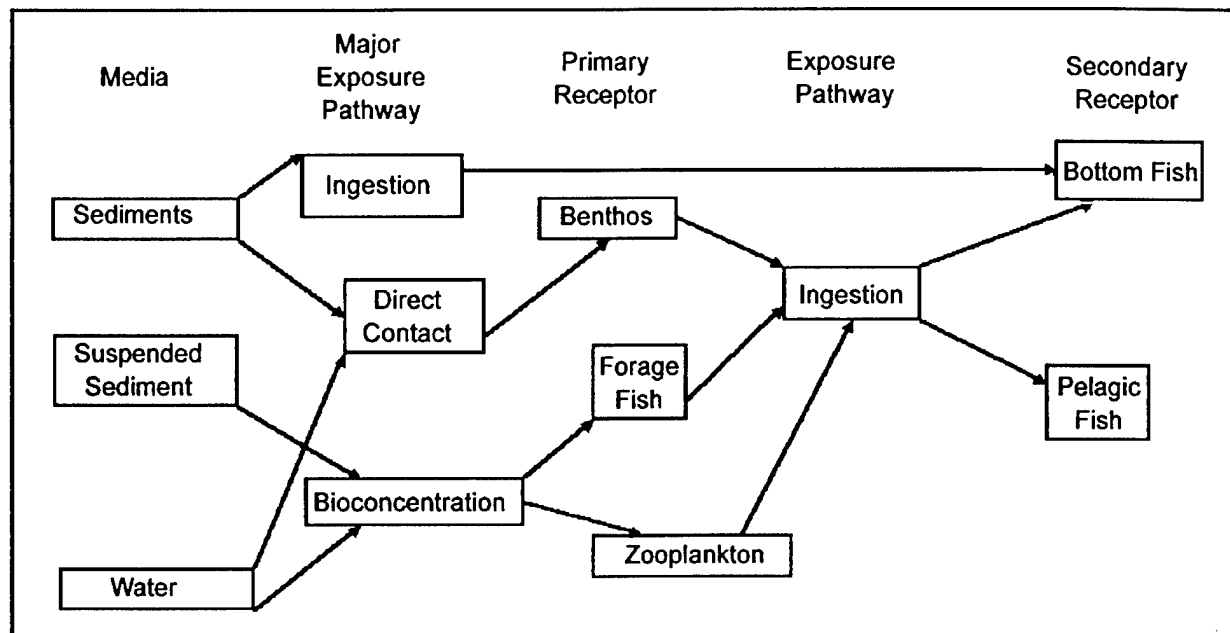 Media
Major
Exposure
Pathway
Primary
Receptor
Exposure
Pathway
Secondary
Receptor
Ingestion
Bottom Fish
Sediments
Benthos
Direct
Contact
Ingestion
Suspended
Sediment
Forage
Fish
Pelagic
Fish
Bioconcentration
Zooplankton
Water